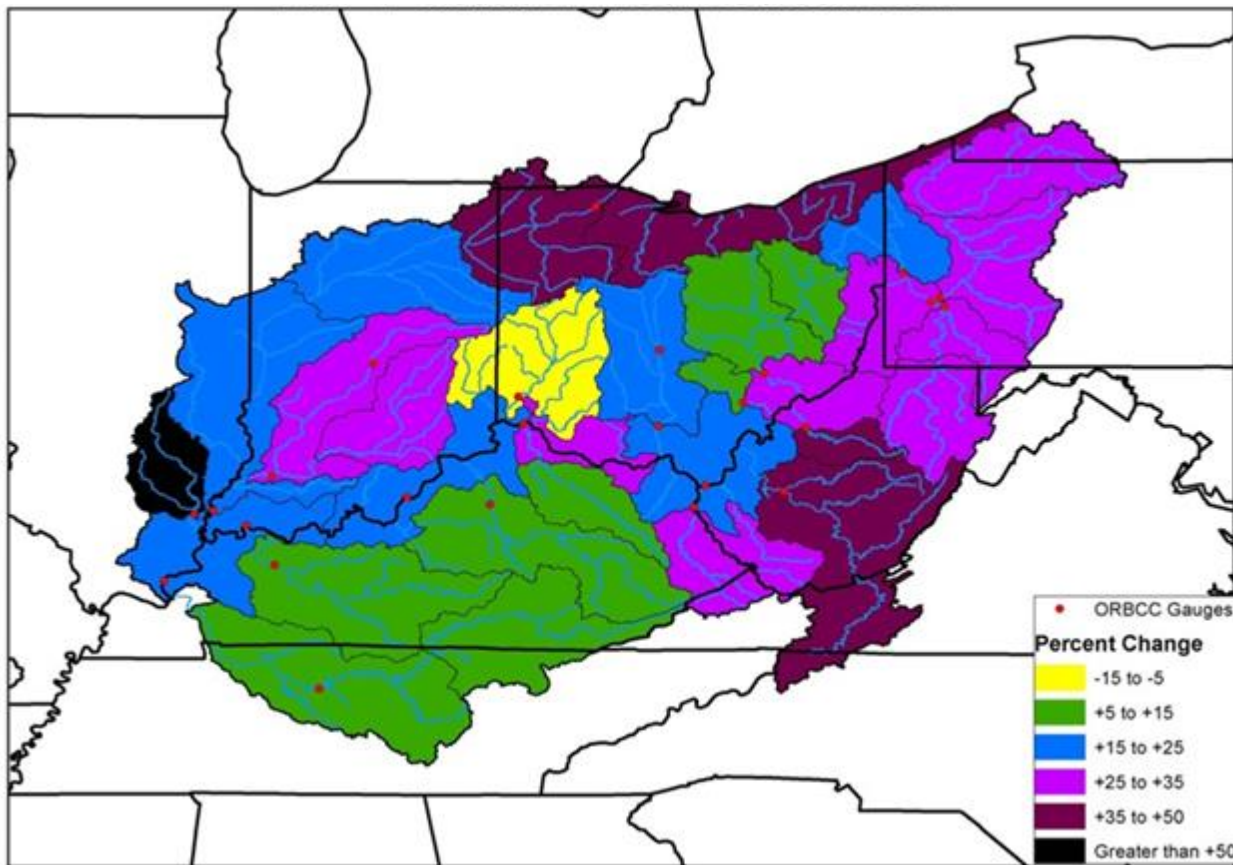 ORBCC Gauges
Percent Change
-15 to -5
+5 to +15
+15 to +25
+25 to +35
+35 to +50
Greater than +50